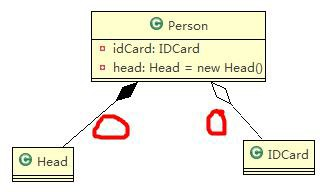 C Person
idCard: IDCard
head: Head = new Head()
C Head
C IDCard